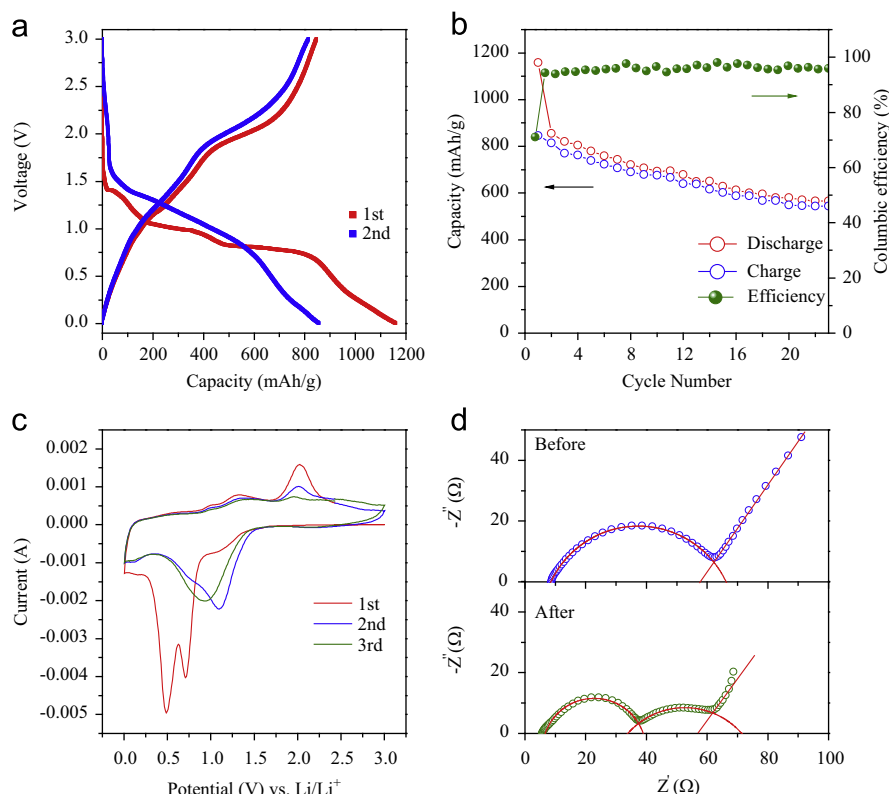 a
3.0
2.5
2.0
1.5
1.0
0.5
0.0
Voltage (V)
1st
2nd
0 200 400 600 800 1000 1200
Capacity (mAh/g)
b
1200
1000
800
600
400
200
0
Capacity (mAh/g)
100
80
60
40
20
0
Columbic efficiency (%)
Discharge
Charge
Efficiency
0 4 8 12 16 20
Cycle Number
c
0.002
0.001
0.000
-0.001
-0.002
-0.003
-0.004
-0.005
Current (A)
1st
2nd
3rd
0.0 0.5 1.0 1.5 2.0 2.5 3.0
Potential (V) vs. Li/Li+
d
Before
40
20
0
-Z''(Ω)
After
40
20
0
-Z''(Ω)
0 20 40 60 80 100
Z'(Ω)